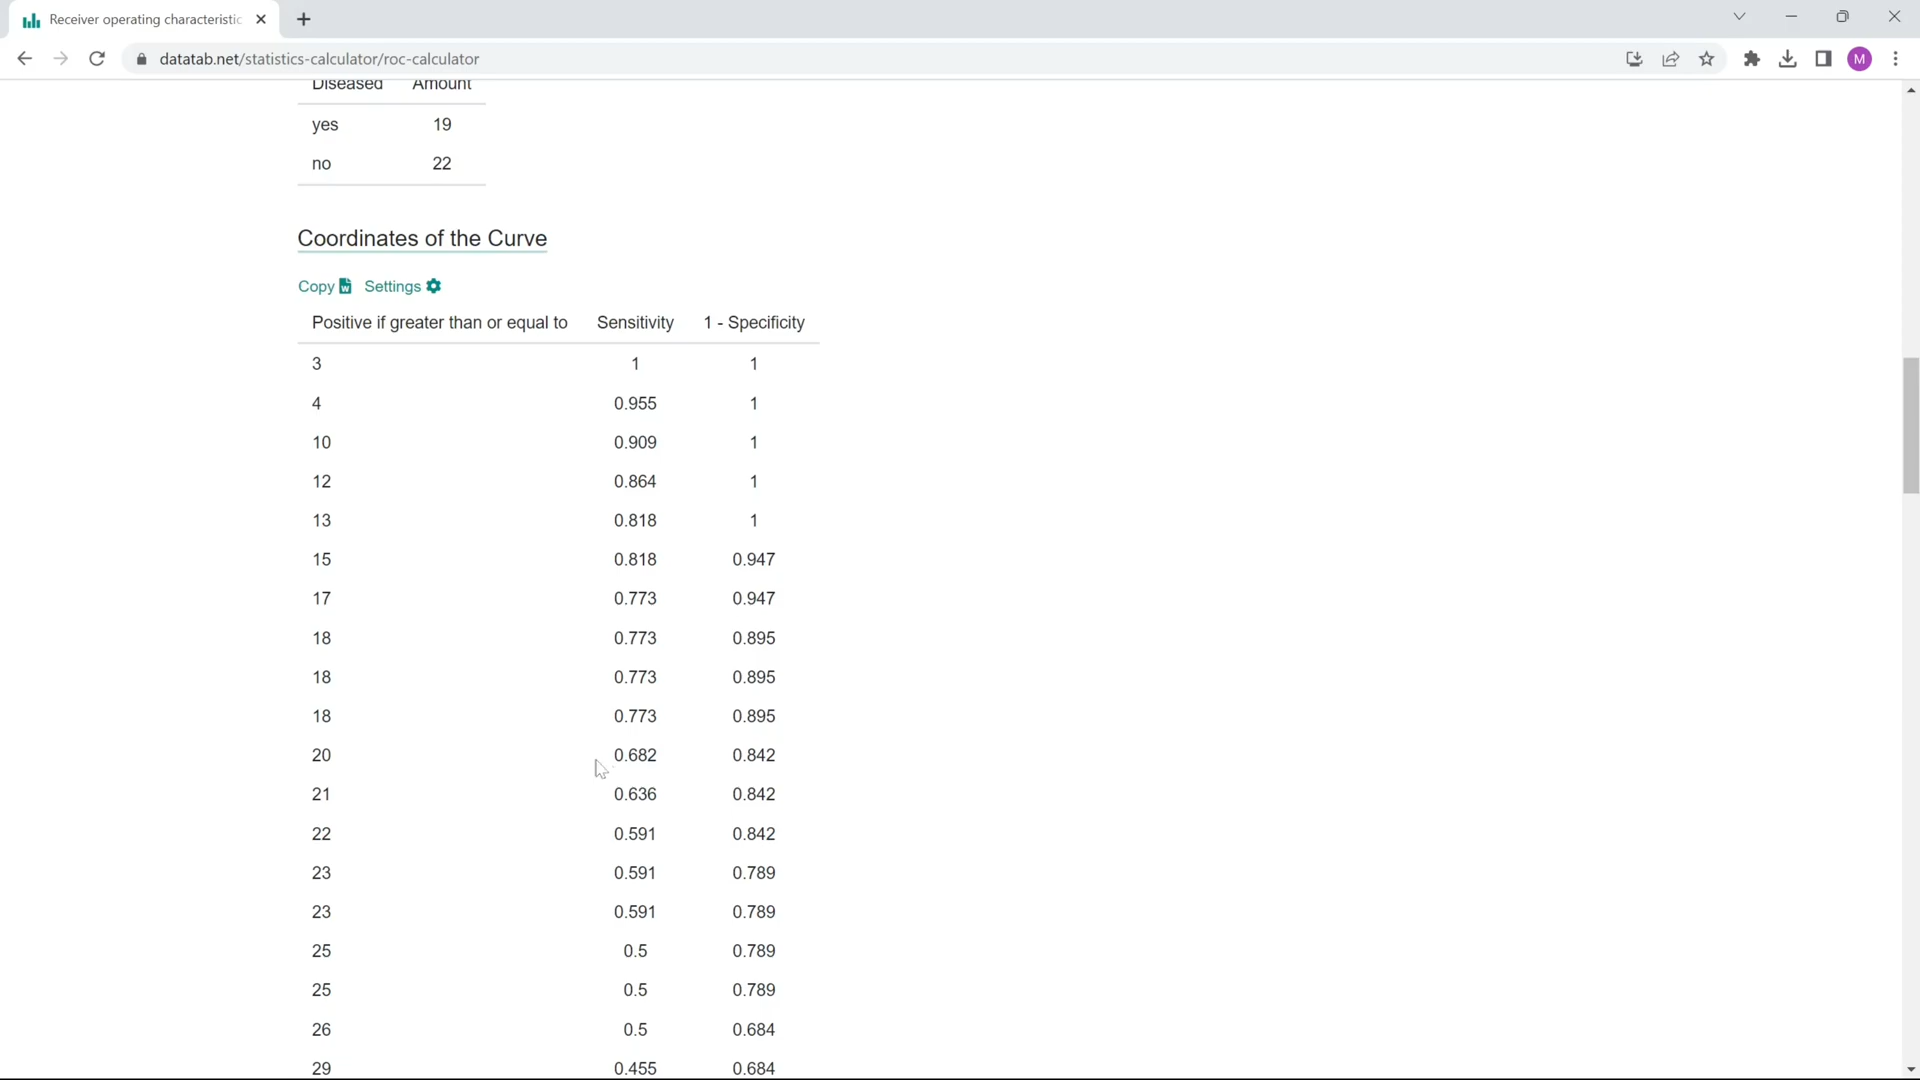 Receiver operating characteristic
datatab.net/statistics-calculator/roc-calculator
M
Diseased Amount
yes 19
no 22
Coordinates of the Curve
Copy Settings
Positive if greater than or equal to Sensitivity 1 - Specificity
3 1 1
4 0.955 1
10 0.909 1
12 0.864 1
13 0.818 1
15 0.818 0.947
17 0.773 0.947
18 0.773 0.895
18 0.773 0.895
18 0.773 0.895
20 0.682 0.842
21 0.636 0.842
22 0.591 0.842
23 0.591 0.789
23 0.591 0.789
25 0.5 0.789
25 0.5 0.789
26 0.5 0.684
29 0.455 0.684